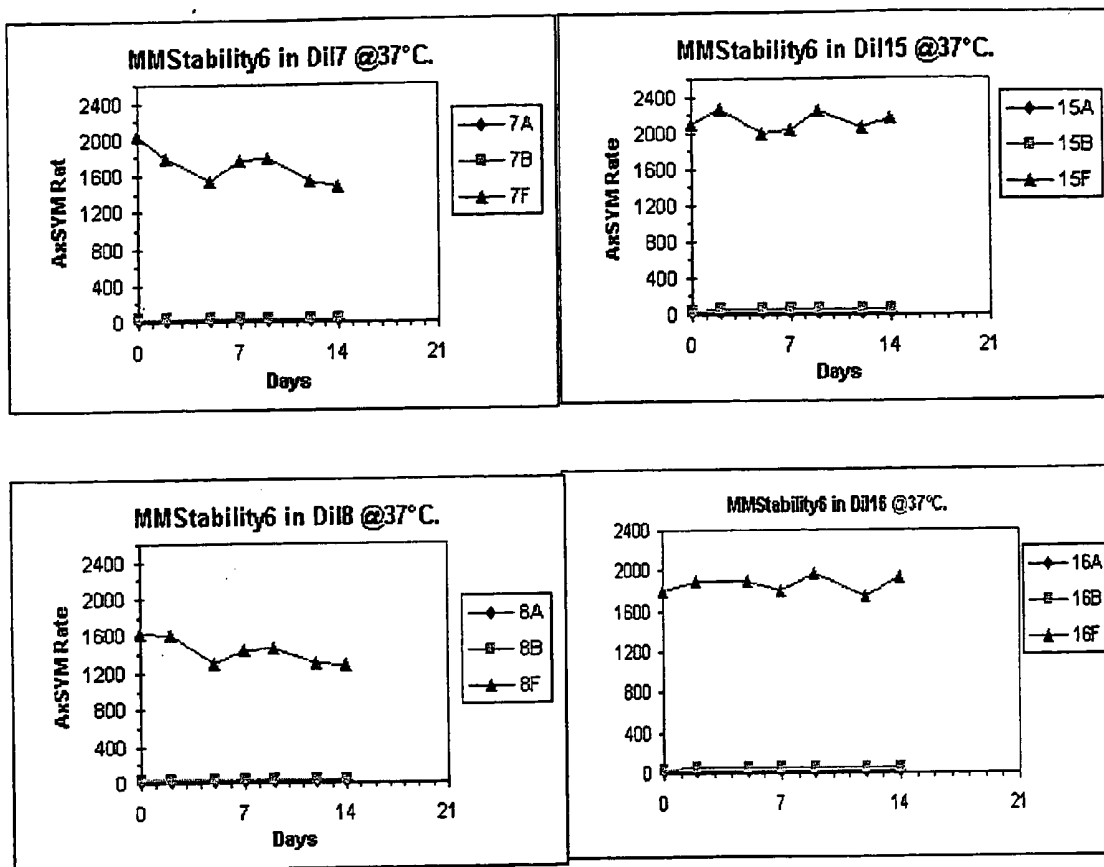 MMStability6 in Dil7 @37°C.
AxSYM Rat
2400
2000
1600
1200
800
400
0
0 7 14 21
Days
7A
7B
7F
MMStability6 in Dil15 @37°C.
AxSYM Rate
2400
2000
1600
1200
800
400
0
0 7 14 21
Days
15A
15B
15F
MMStability6 in Dil8 @37°C.
AxSYM Rate
2400
2000
1600
1200
800
400
0
0 7 14 21
Days
8A
8B
8F
MMStability6 in Dil16 @37°C.
2400
2000
1600
1200
800
400
0
0 7 14 21
16A
16B
16F